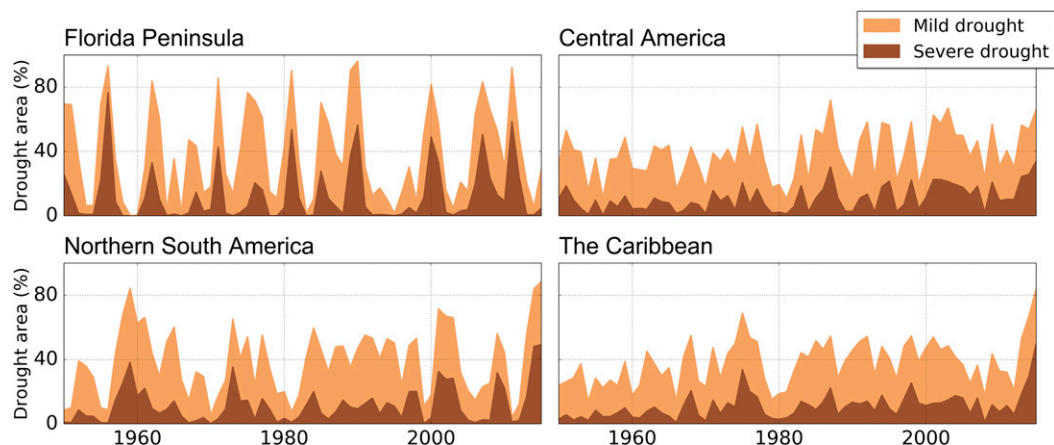 Mild drought
Severe drought
Florida Peninsula
Central America
Drought area (%)
80
40
0
Northern South America
The Caribbean
Drought area (%)
80
40
0
1960
1980
2000
1960
1980
2000